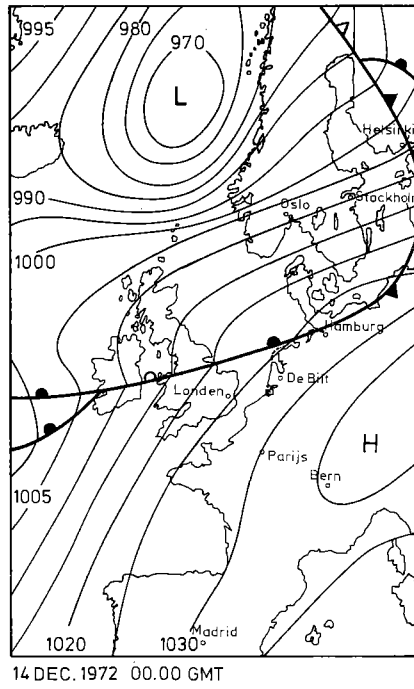 995
980
970
L
Helsinki
990
Oslo
Stockholm
1000
Hamburg
Londen
De Bilt
H
Parijs
Bern
1005
1020
1030
Madrid
14 DEC. 1972 00.00 GMT